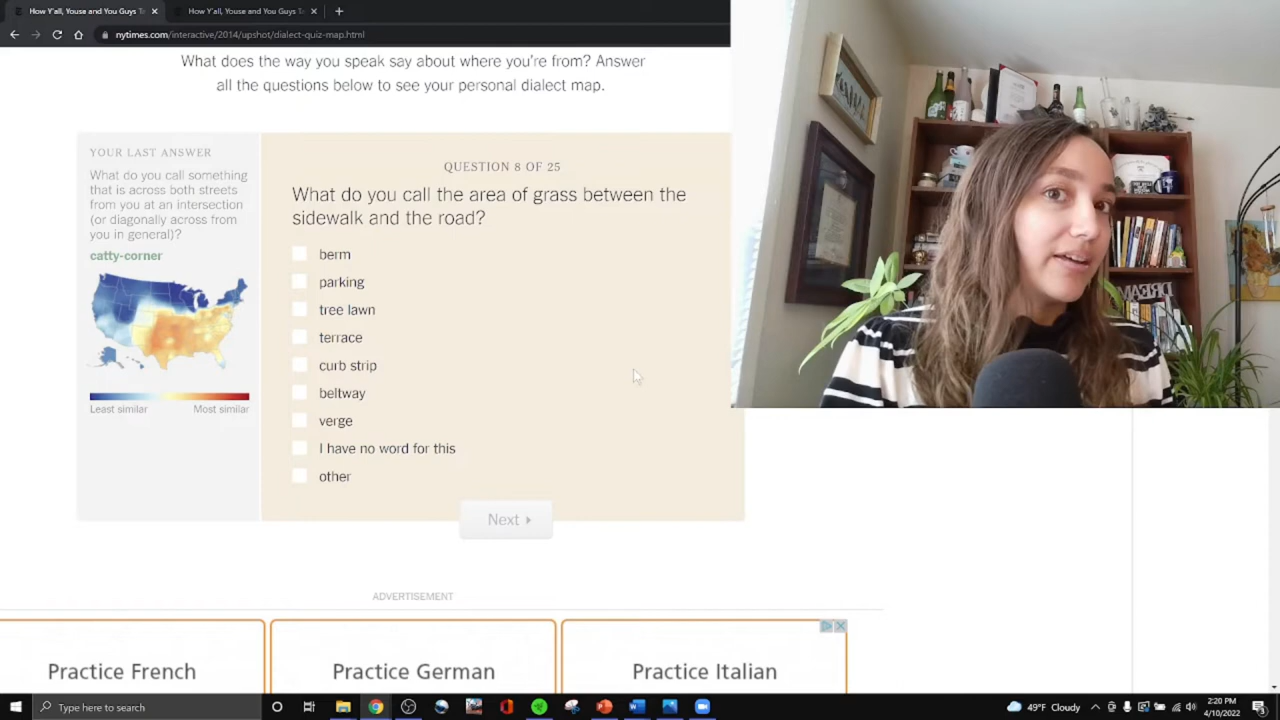 How Y'all, Youse and You Guys T
How Y'all, Youse and You Guys T
nytimes.com/interactive/2014/upshot/dialect-quiz-map.html
What does the way you speak say about where you're from? Answer
all the questions below to see your personal dialect map.
YOUR LAST ANSWER
What do you call something
that is across both streets
from you at an intersection
(or diagonally across from
you in general)?
catty-corner
Least similar
Most similar
QUESTION 8 OF 25
What do you call the area of grass between the
sidewalk and the road?
berm
parking
tree lawn
terrace
curb strip
beltway
verge
I have no word for this
other
Next
ADVERTISEMENT
Practice French
Practice German
Practice Italian
DREAM
Type here to search
49°F Cloudy
2:20 PM
4/10/2022